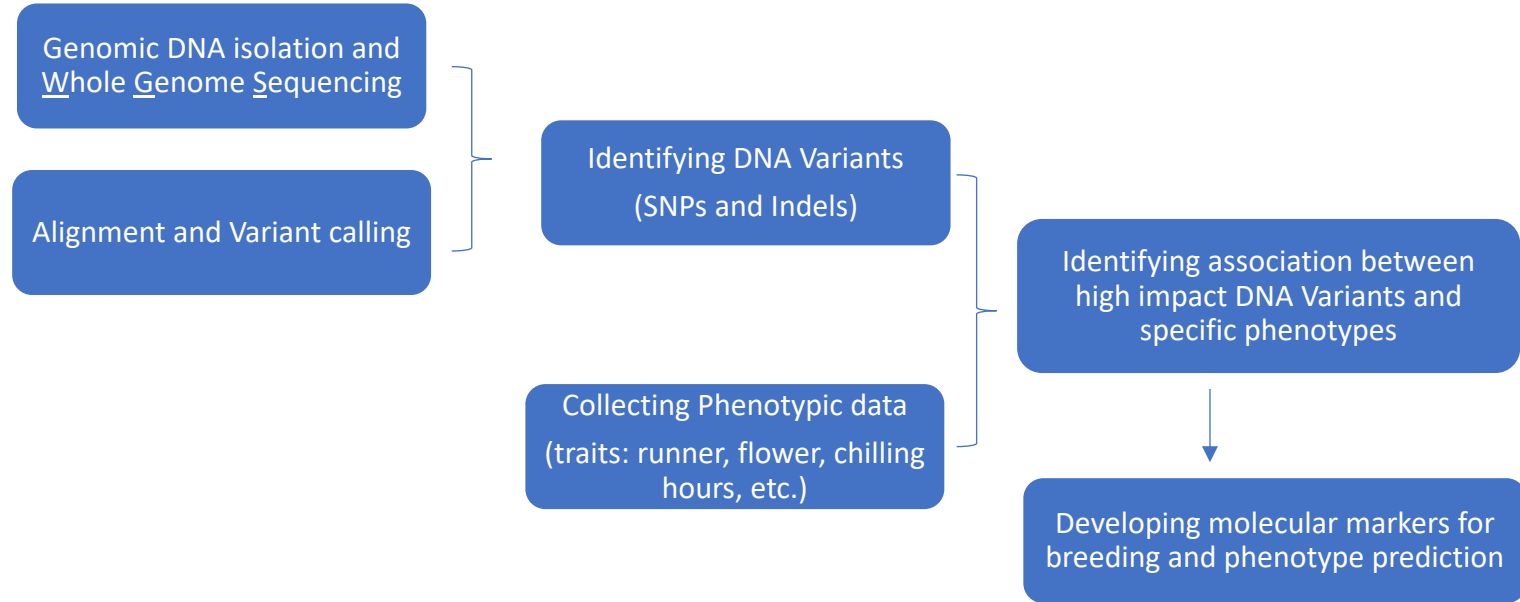 Genomic DNA isolation and
Whole Genome Sequencing
Alignment and Variant calling
Identifying DNA Variants
(SNPs and Indels)
Collecting Phenotypic data
(traits: runner, flower, chilling
hours, etc.)
Identifying association between
high impact DNA Variants and
specific phenotypes
Developing molecular markers for
breeding and phenotype prediction